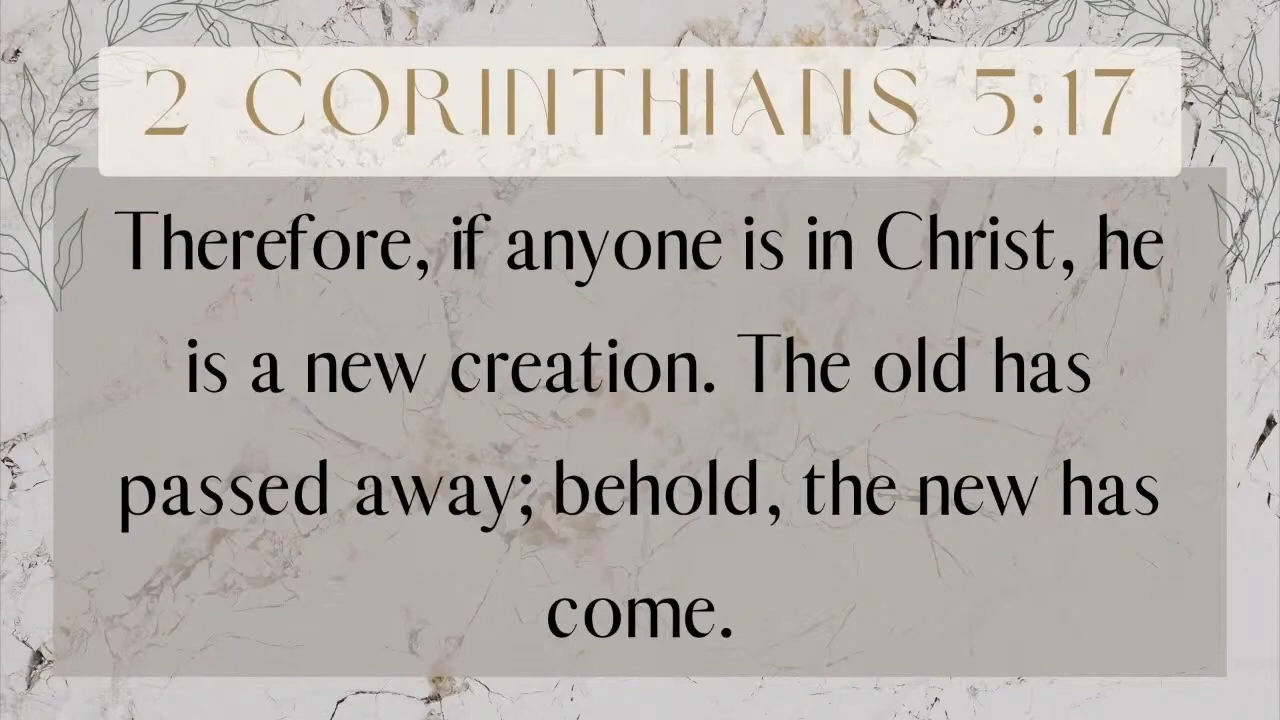 2 CORINTHIANS 5:17
Therefore, if anyone is in Christ, he
is a new creation. The old has
passed away; behold, the new has
come.